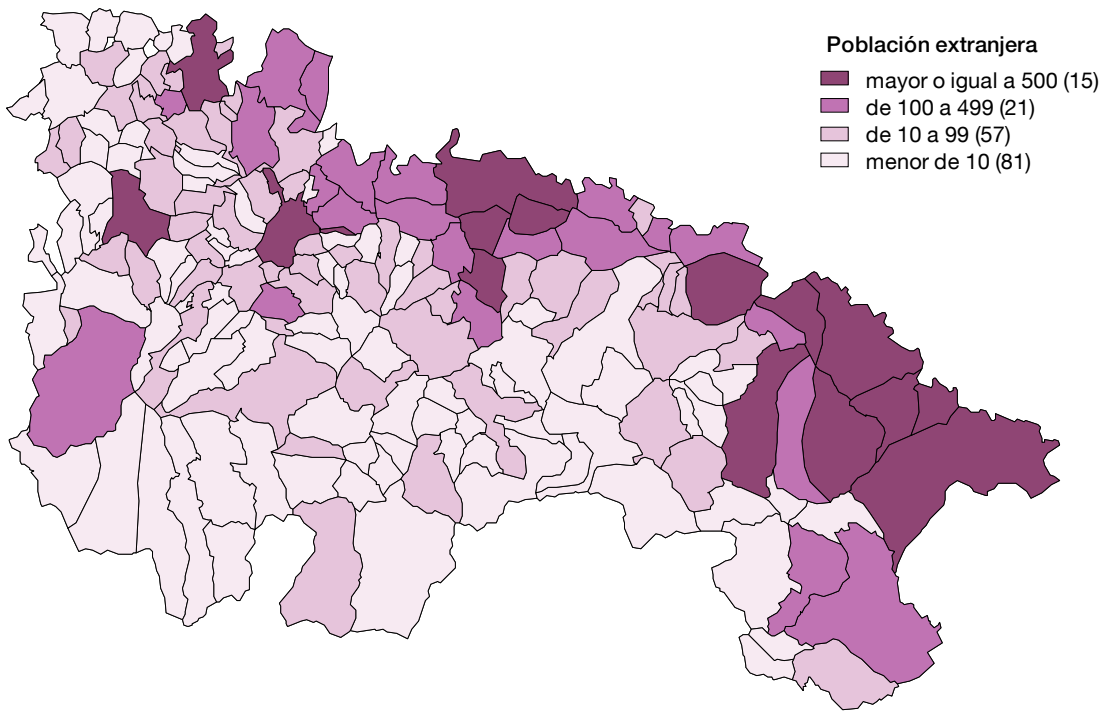 Población extranjera
mayor o igual a 500 (15)
de 100 a 499 (21)
de 10 a 99 (57)
menor de 10 (81)